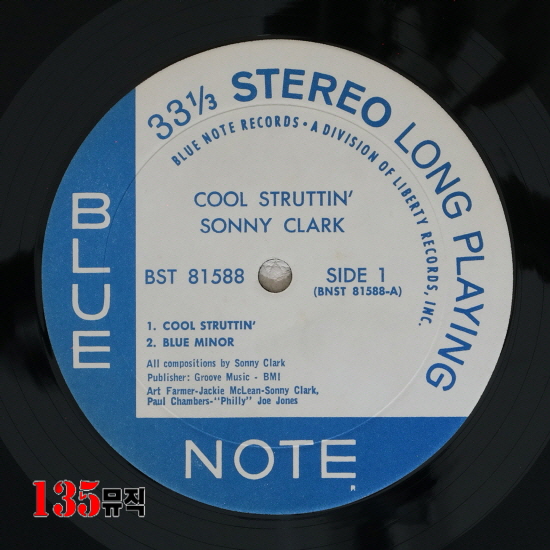 33⅓ STEREO LONG PLAYING
BLUE NOTE RECORDS • A DIVISION OF LIBERTY RECORDS, INC.
COOL STRUTTIN'
SONNY CLARK
BLUE
BST 81588 SIDE 1
(BNST 81588-A)
1. COOL STRUTTIN'
2. BLUE MINOR
All compositions by Sonny Clark
Publisher: Groove Music - BMI
Art Farmer-Jackie McLean-Sonny Clark,
Paul Chambers-"Philly" Joe Jones
NOTE
R
135뮤직